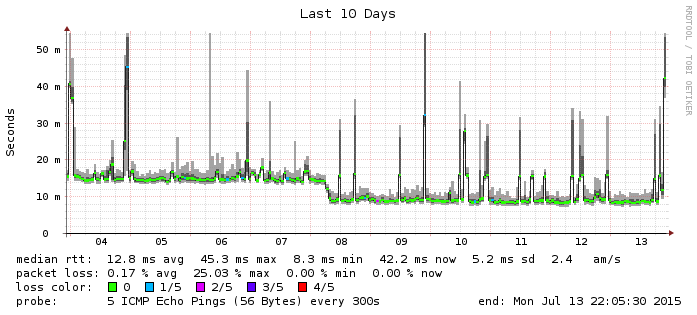 Last 10 Days
RRDTOOL / TOBI OETIKER
Seconds
50 m
40 m
30 m
20 m
10 m
0
04 05 06 07 08 09 10 11 12 13
median rtt: 12.8 ms avg 45.3 ms max 8.3 ms min 42.2 ms now 5.2 ms sd 2.4 am/s
packet loss: 0.17 % avg 25.03 % max 0.00 % min 0.00 % now
loss color: 0 1/5 2/5 3/5 4/5
probe: 5 ICMP Echo Pings (56 Bytes) every 300s end: Mon Jul 13 22:05:30 2015